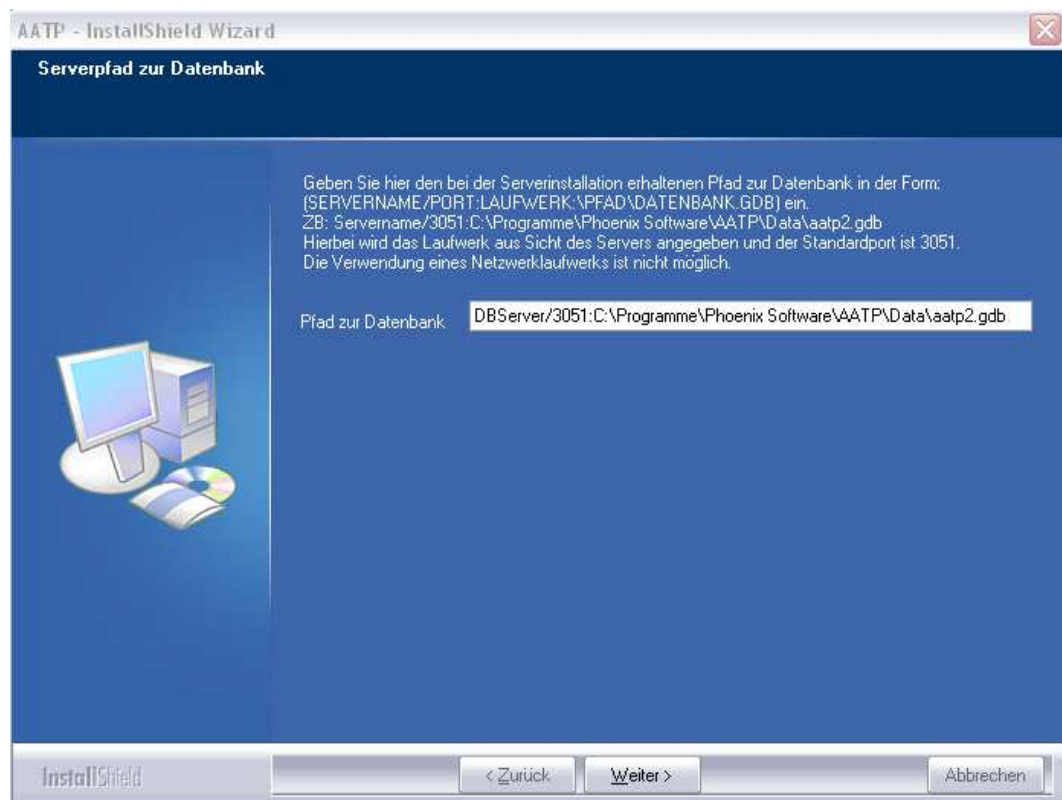 AATP - InstallShield Wizard
Serverpfad zur Datenbank
Geben Sie hier den bei der Serverinstallation erhaltenen Pfad zur Datenbank in der Form:
(SERVERNAME/PORT:LAUFWERK:\PFAD\DATENBANK.GDB) ein.
ZB: Servername/3051:C:\Programme\Phoenix Software\AATP\Data\aatp2.gdb
Hierbei wird das Laufwerk aus Sicht des Servers angegeben und der Standardport ist 3051.
Die Verwendung eines Netzwerklaufwerks ist nicht möglich.
Pfad zur Datenbank DBServer/3051:C:\Programme\Phoenix Software\AATP\Data\aatp2.gdb
InstallShield < Zurück Weiter > Abbrechen